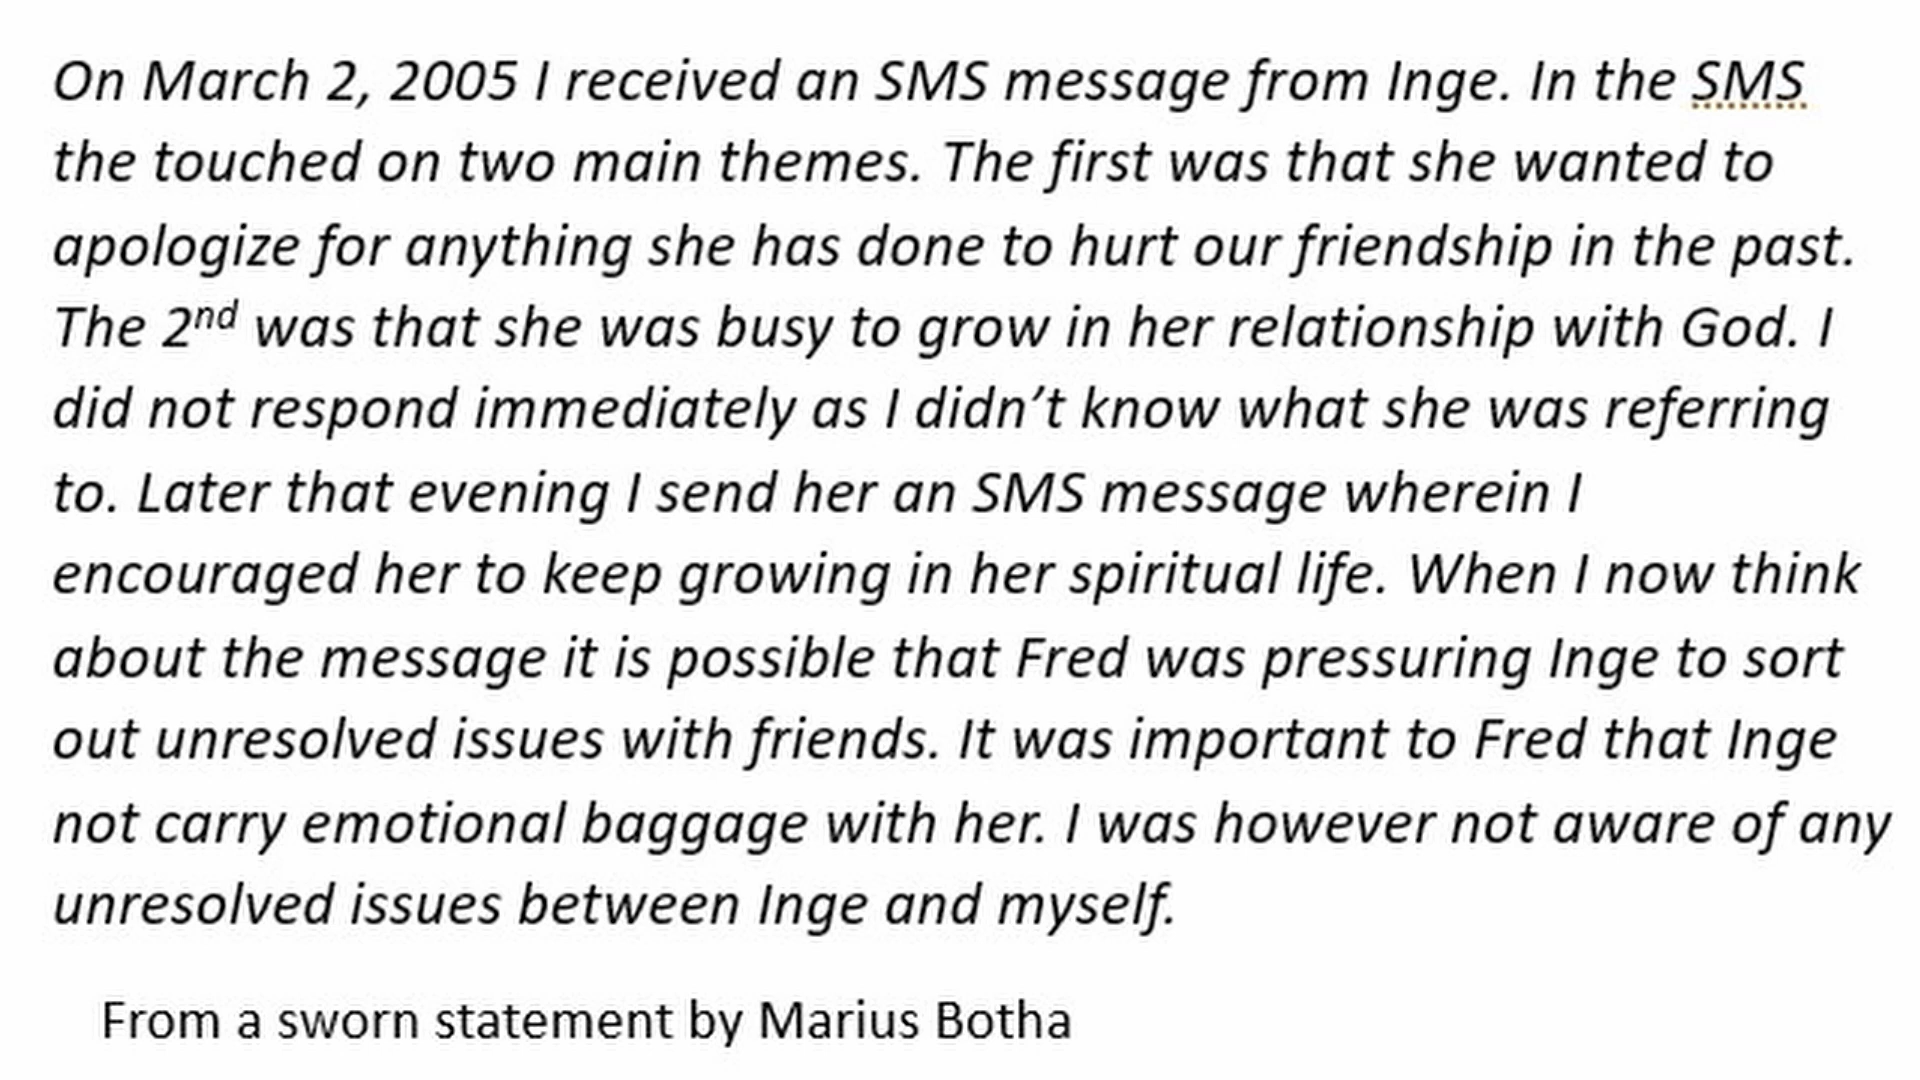 On March 2, 2005 I received an SMS message from Inge. In the SMS
the touched on two main themes. The first was that she wanted to
apologize for anything she has done to hurt our friendship in the past.
The 2nd was that she was busy to grow in her relationship with God. I
did not respond immediately as I didn’t know what she was referring
to. Later that evening I send her an SMS message wherein I
encouraged her to keep growing in her spiritual life. When I now think
about the message it is possible that Fred was pressuring Inge to sort
out unresolved issues with friends. It was important to Fred that Inge
not carry emotional baggage with her. I was however not aware of any
unresolved issues between Inge and myself.
From a sworn statement by Marius Botha